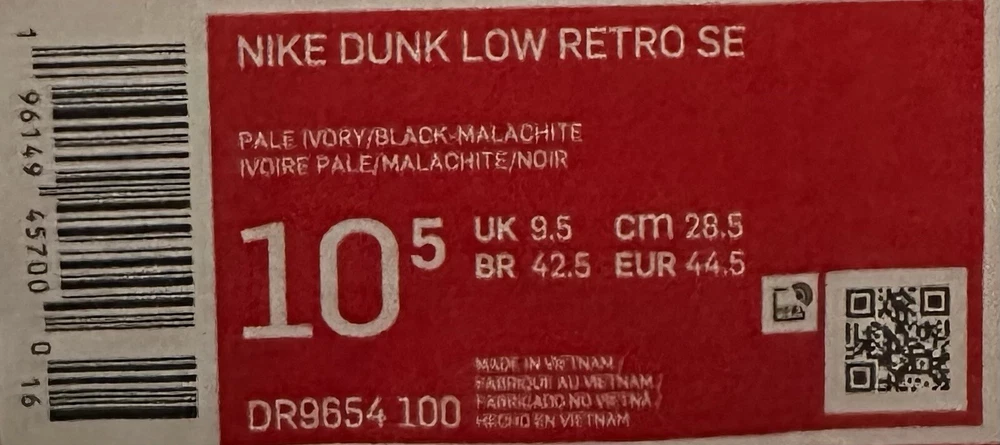 NIKE DUNK LOW RETRO SE
PALE IVORY/BLACK-MALACHITE
IVOIRE PALE/MALACHITE/NOIR
10⁵
UK 9.5 cm 28.5
BR 42.5 EUR 44.5
DR9654 100
MADE IN VIETNAM /
FABRIQUÉ AU VIETNAM /
FABRICADO NO VIETNÃ /
HECHO EN VIETNAM
1 96149 45700 0 16